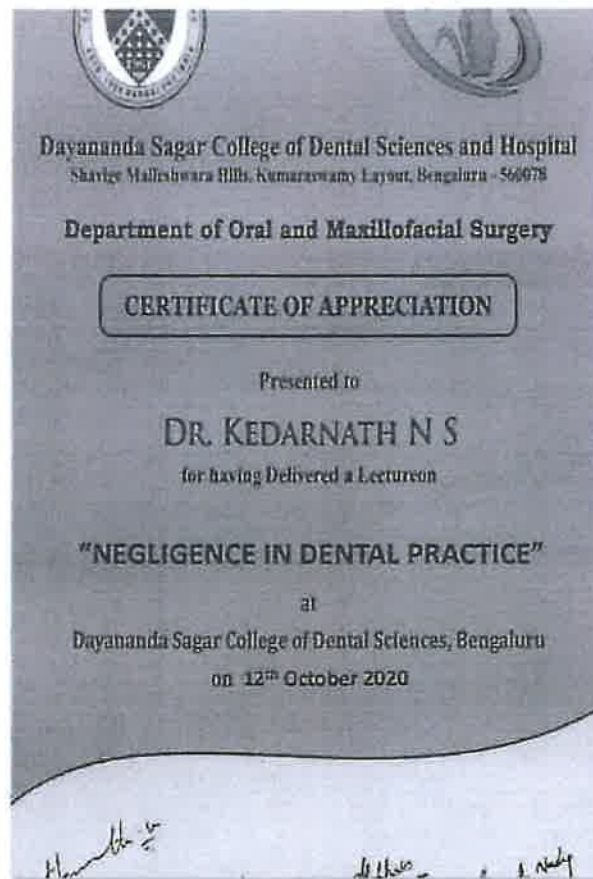 Dayananda Sagar College of Dental Sciences and Hospital
Shavige Malleshwara Hills, Kumaraswamy Layout, Bengaluru - 560078
Department of Oral and Maxillofacial Surgery
CERTIFICATE OF APPRECIATION
Presented to
DR. KEDARNATH N S
for having Delivered a Lectureon
"NEGLIGENCE IN DENTAL PRACTICE"
at
Dayananda Sagar College of Dental Sciences, Bengaluru
on 12th October 2020